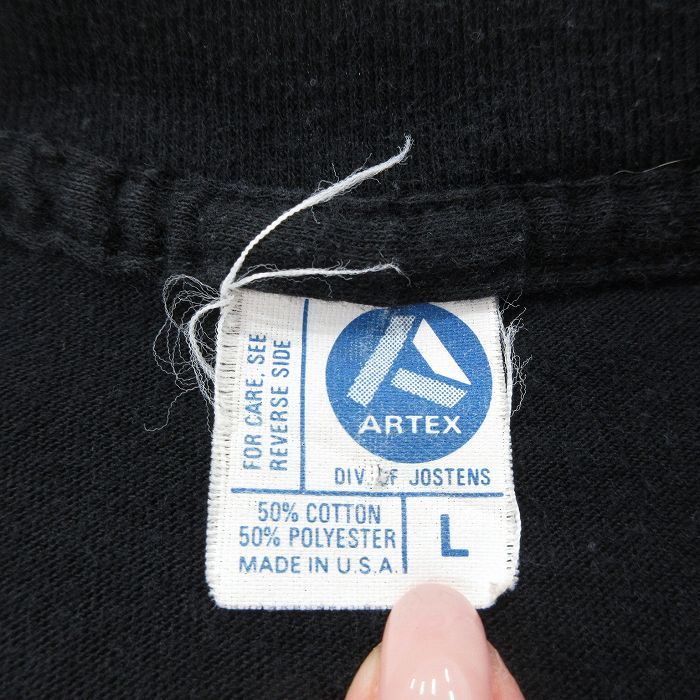 FOR CARE, SEE
REVERSE SIDE
ARTEX
DIV. OF JOSTENS
50% COTTON
50% POLYESTER
MADE IN U.S.A.
L